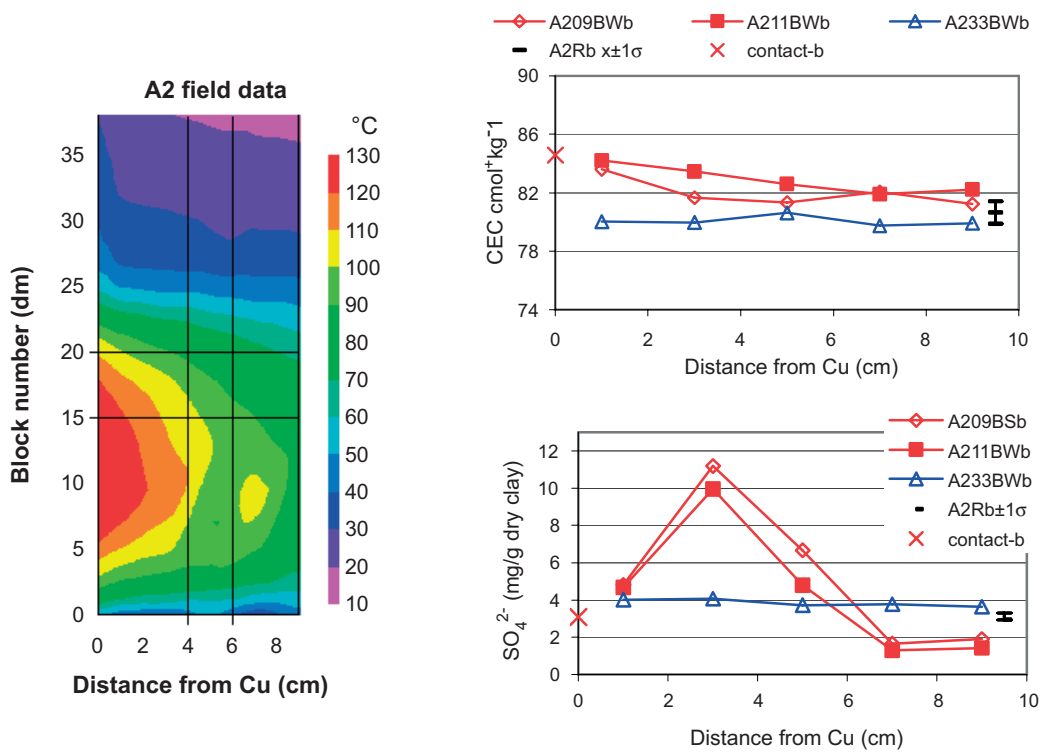 A2 field data
°C
130
120
110
100
90
80
70
60
50
40
30
20
10
35
30
25
20
15
10
5
0
Block number (dm)
0 2 4 6 8
Distance from Cu (cm)
A209BWb A211BWb A233BWb
A2Rb x±1σ contact-b
90
86
82
78
74
CEC cmol+kg-1
0 2 4 6 8 10
Distance from Cu (cm)
A209BSb
A211BWb
A233BWb
A2Rb±1σ
contact-b
12
10
8
6
4
2
0
SO₄²⁻ (mg/g dry clay)
0 2 4 6 8 10
Distance from Cu (cm)